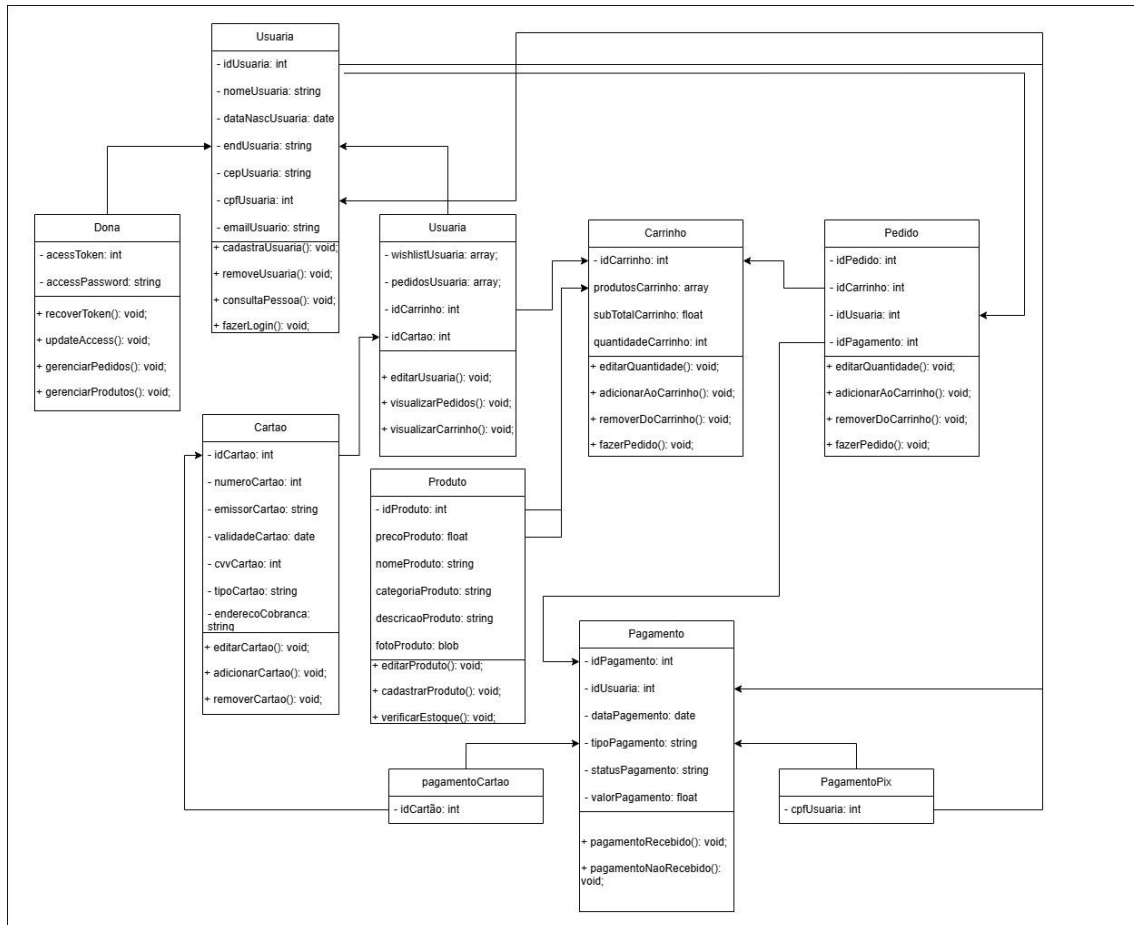 Usuaria
- idUsuaria: int
- nomeUsuaria: string
- dataNascUsuaria: date
- endUsuaria: string
- cepUsuaria: string
- cpfUsuaria: int
- emailUsuario: string
+ cadastraUsuaria(): void;
+ removeUsuaria(): void;
+ consultaPessoa(): void;
+ fazerLogin(): void;
Dona
- acessToken: int
- accessPassword: string
+ recoverToken(): void;
+ updateAccess(): void;
+ gerenciarPedidos(): void;
+ gerenciarProdutos(): void;
Usuaria
- wishlistUsuaria: array;
- pedidosUsuaria: array;
- idCarrinho: int
- idCartao: int
+ editarUsuaria(): void;
+ visualizarPedidos(): void;
+ visualizarCarrinho(): void;
Carrinho
- idCarrinho: int
produtosCarrinho: array
subTotalCarrinho: float
quantidadeCarrinho: int
+ editarQuantidade(): void;
+ adicionarAoCarrinho(): void;
+ removerDoCarrinho(): void;
+ fazerPedido(): void;
Pedido
- idPedido: int
- idCarrinho: int
- idUsuaria: int
- idPagamento: int
+ editarQuantidade(): void;
+ adicionarAoCarrinho(): void;
+ removerDoCarrinho(): void;
+ fazerPedido(): void;
Cartao
- idCartao: int
- numeroCartao: int
- emissorCartao: string
- validadeCartao: date
- cvvCartao: int
- tipoCartao: string
- enderecoCobranca:
string
+ editarCartao(): void;
+ adicionarCartao(): void;
+ removerCartao(): void;
Produto
- idProduto: int
precoProduto: float
nomeProduto: string
categoriaProduto: string
descricaoProduto: string
fotoProduto: blob
+ editarProduto(): void;
+ cadastrarProduto(): void;
+ verificarEstoque(): void;
Pagamento
- idPagamento: int
- idUsuaria: int
- dataPagemento: date
- tipoPagamento: string
- statusPagamento: string
- valorPagamento: float
+ pagamentoRecebido(): void;
+ pagamentoNaoRecebido():
void;
pagamentoCartao
- idCartão: int
PagamentoPix
- cpfUsuaria: int